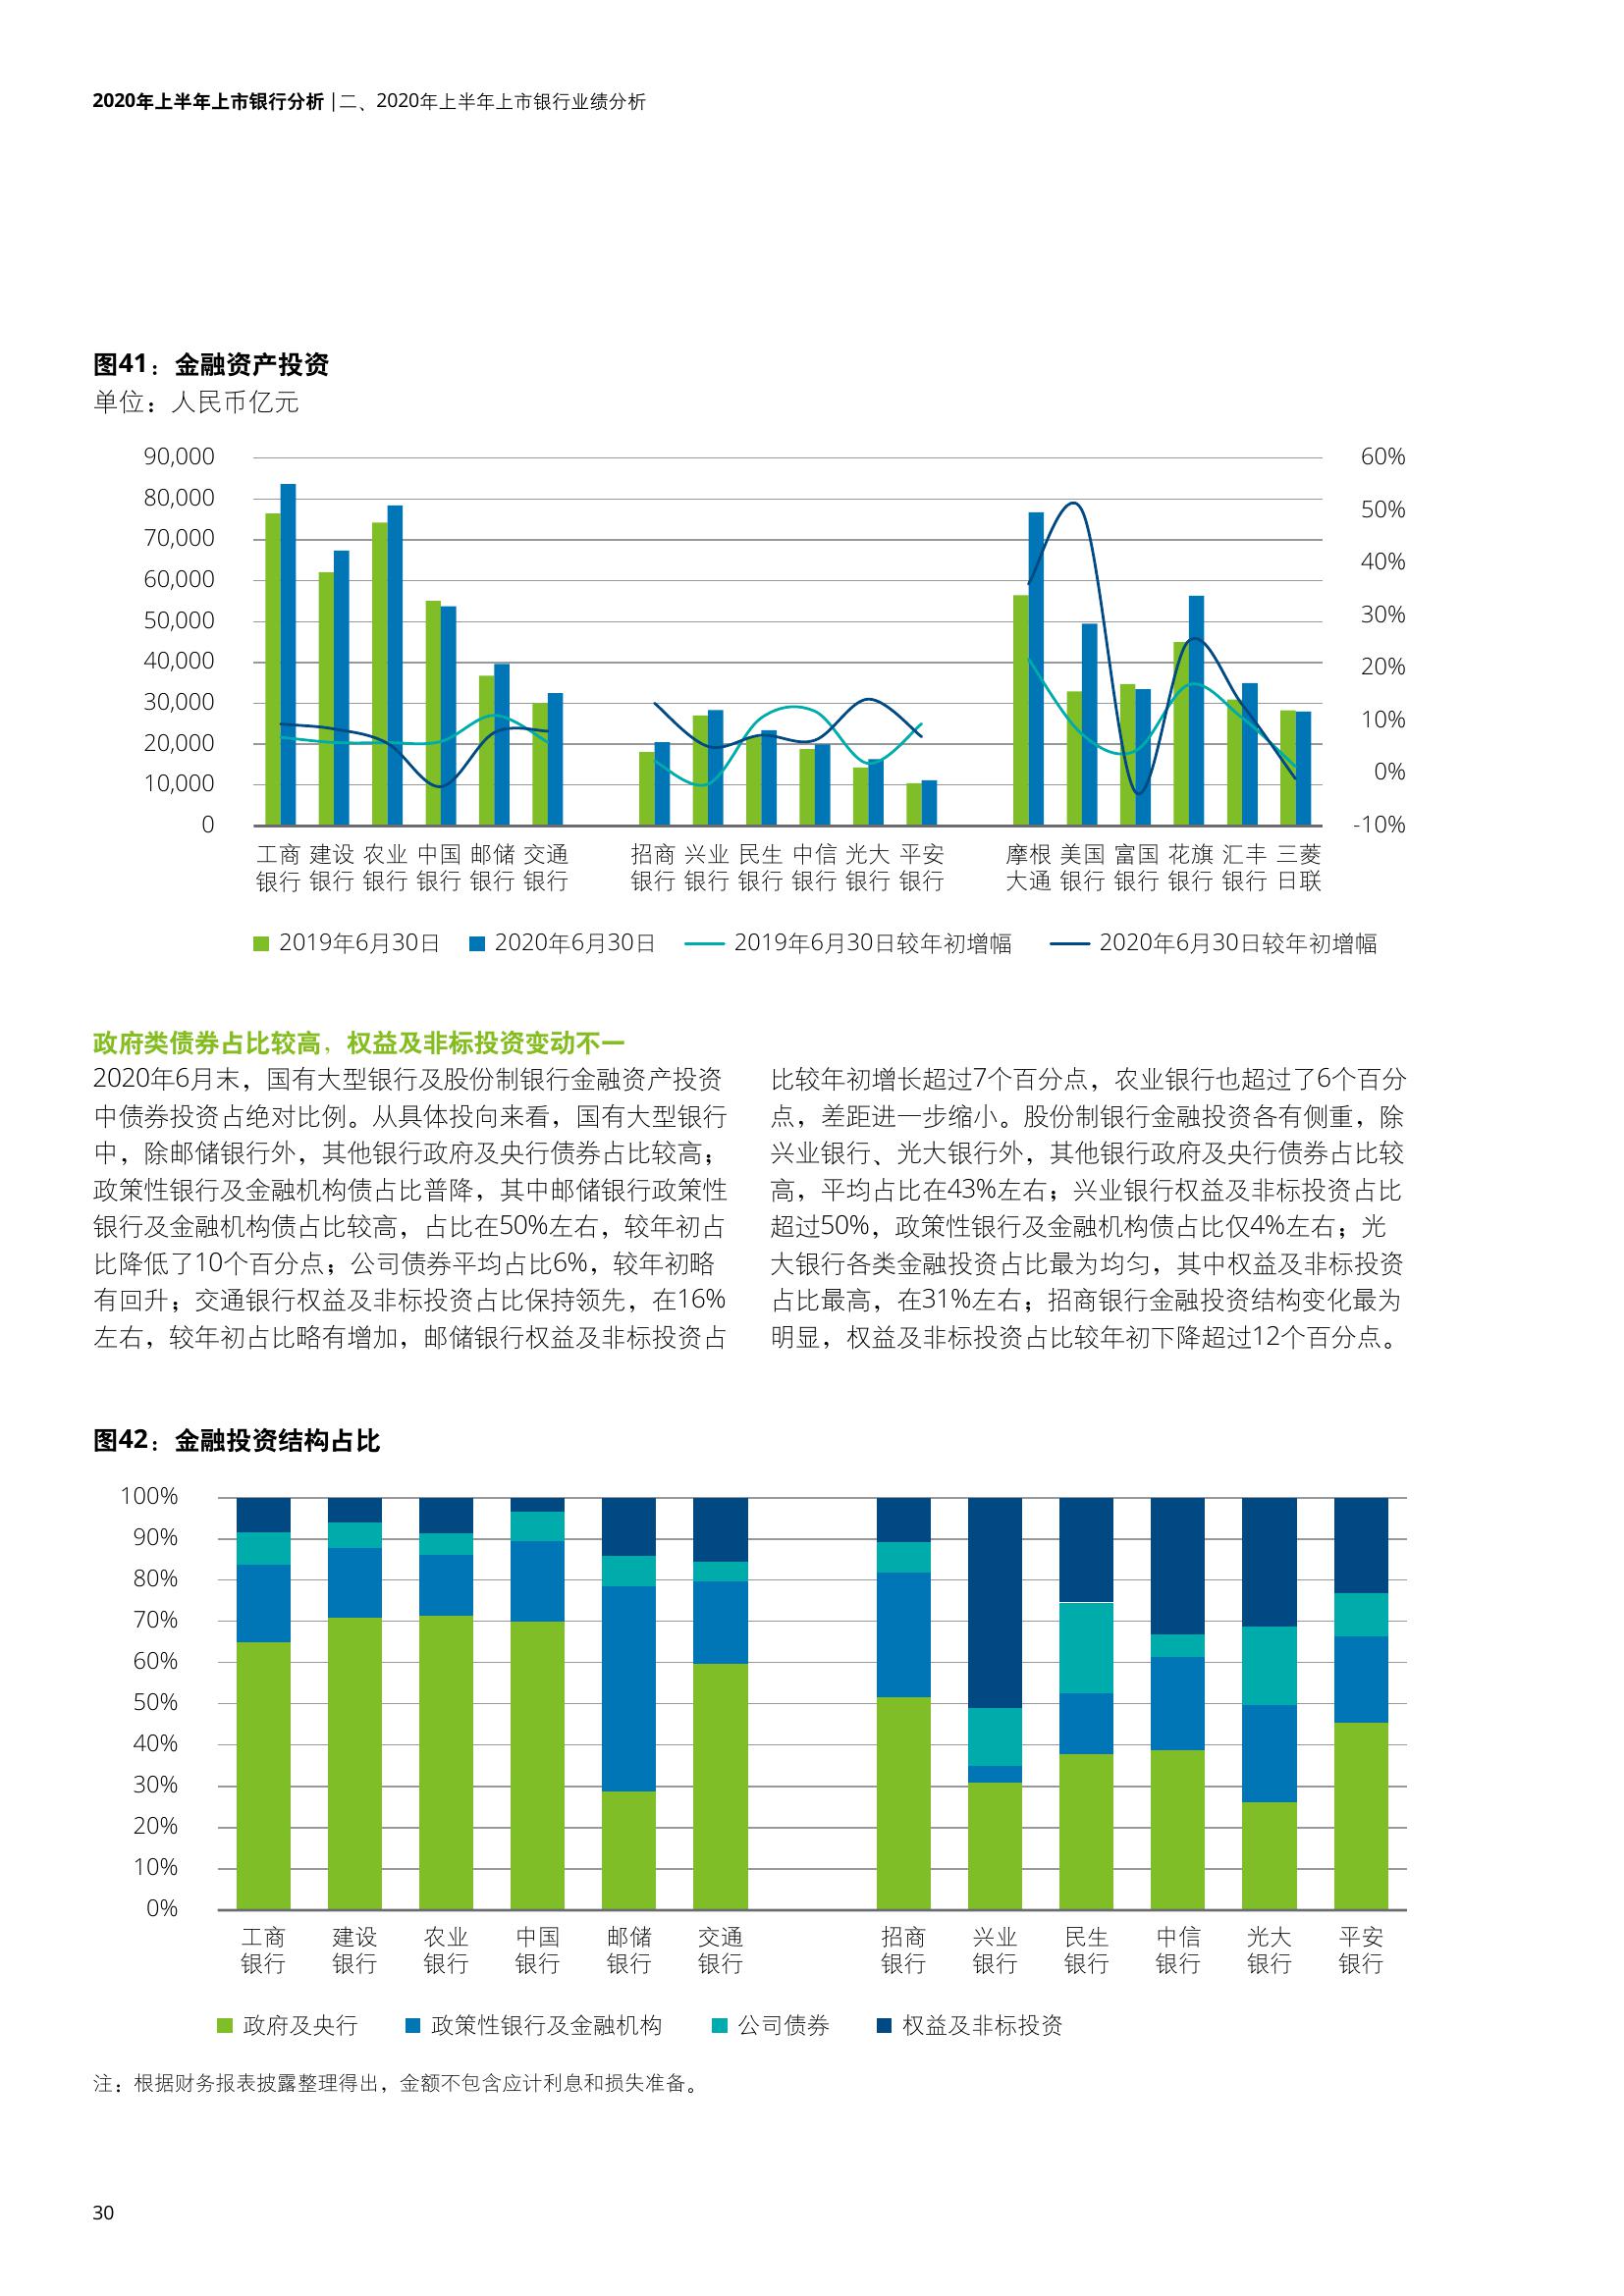 2020年上半年上市银行分析 |二、2020年上半年上市银行业绩分析
图41：金融资产投资
单位：人民币亿元
90,000
80,000
70,000
60,000
50,000
40,000
30,000
20,000
10,000
0
60%
50%
40%
30%
20%
10%
0%
-10%
工商 建设 农业 中国 邮储 交通 招商 兴业 民生 中信 光大 平安 摩根 美国 富国 花旗 汇丰 三菱
银行 银行 银行 银行 银行 银行 银行 银行 银行 银行 银行 银行 大通 银行 银行 银行 银行 日联
2019年6月30日 2020年6月30日 2019年6月30日较年初增幅 2020年6月30日较年初增幅
政府类债券占比较高，权益及非标投资变动不一
2020年6月末，国有大型银行及股份制银行金融资产投资
中债券投资占绝对比例。从具体投向来看，国有大型银行
中，除邮储银行外，其他银行政府及央行债券占比较高；
政策性银行及金融机构债占比普降，其中邮储银行政策性
银行及金融机构债占比较高，占比在50%左右，较年初占
比降低了10个百分点；公司债券平均占比6%，较年初略
有回升；交通银行权益及非标投资占比保持领先，在16%
左右，较年初占比略有增加，邮储银行权益及非标投资占
比较年初增长超过7个百分点，农业银行也超过了6个百分
点，差距进一步缩小。股份制银行金融投资各有侧重，除
兴业银行、光大银行外，其他银行政府及央行债券占比较
高，平均占比在43%左右；兴业银行权益及非标投资占比
超过50%，政策性银行及金融机构债占比仅4%左右；光
大银行各类金融投资占比最为均匀，其中权益及非标投资
占比最高，在31%左右；招商银行金融投资结构变化最为
明显，权益及非标投资占比较年初下降超过12个百分点。
图42：金融投资结构占比
100%
90%
80%
70%
60%
50%
40%
30%
20%
10%
0%
工商 建设 农业 中国 邮储 交通 招商 兴业 民生 中信 光大 平安
银行 银行 银行 银行 银行 银行 银行 银行 银行 银行 银行 银行
政府及央行 政策性银行及金融机构 公司债券 权益及非标投资
注：根据财务报表披露整理得出，金额不包含应计利息和损失准备。
30